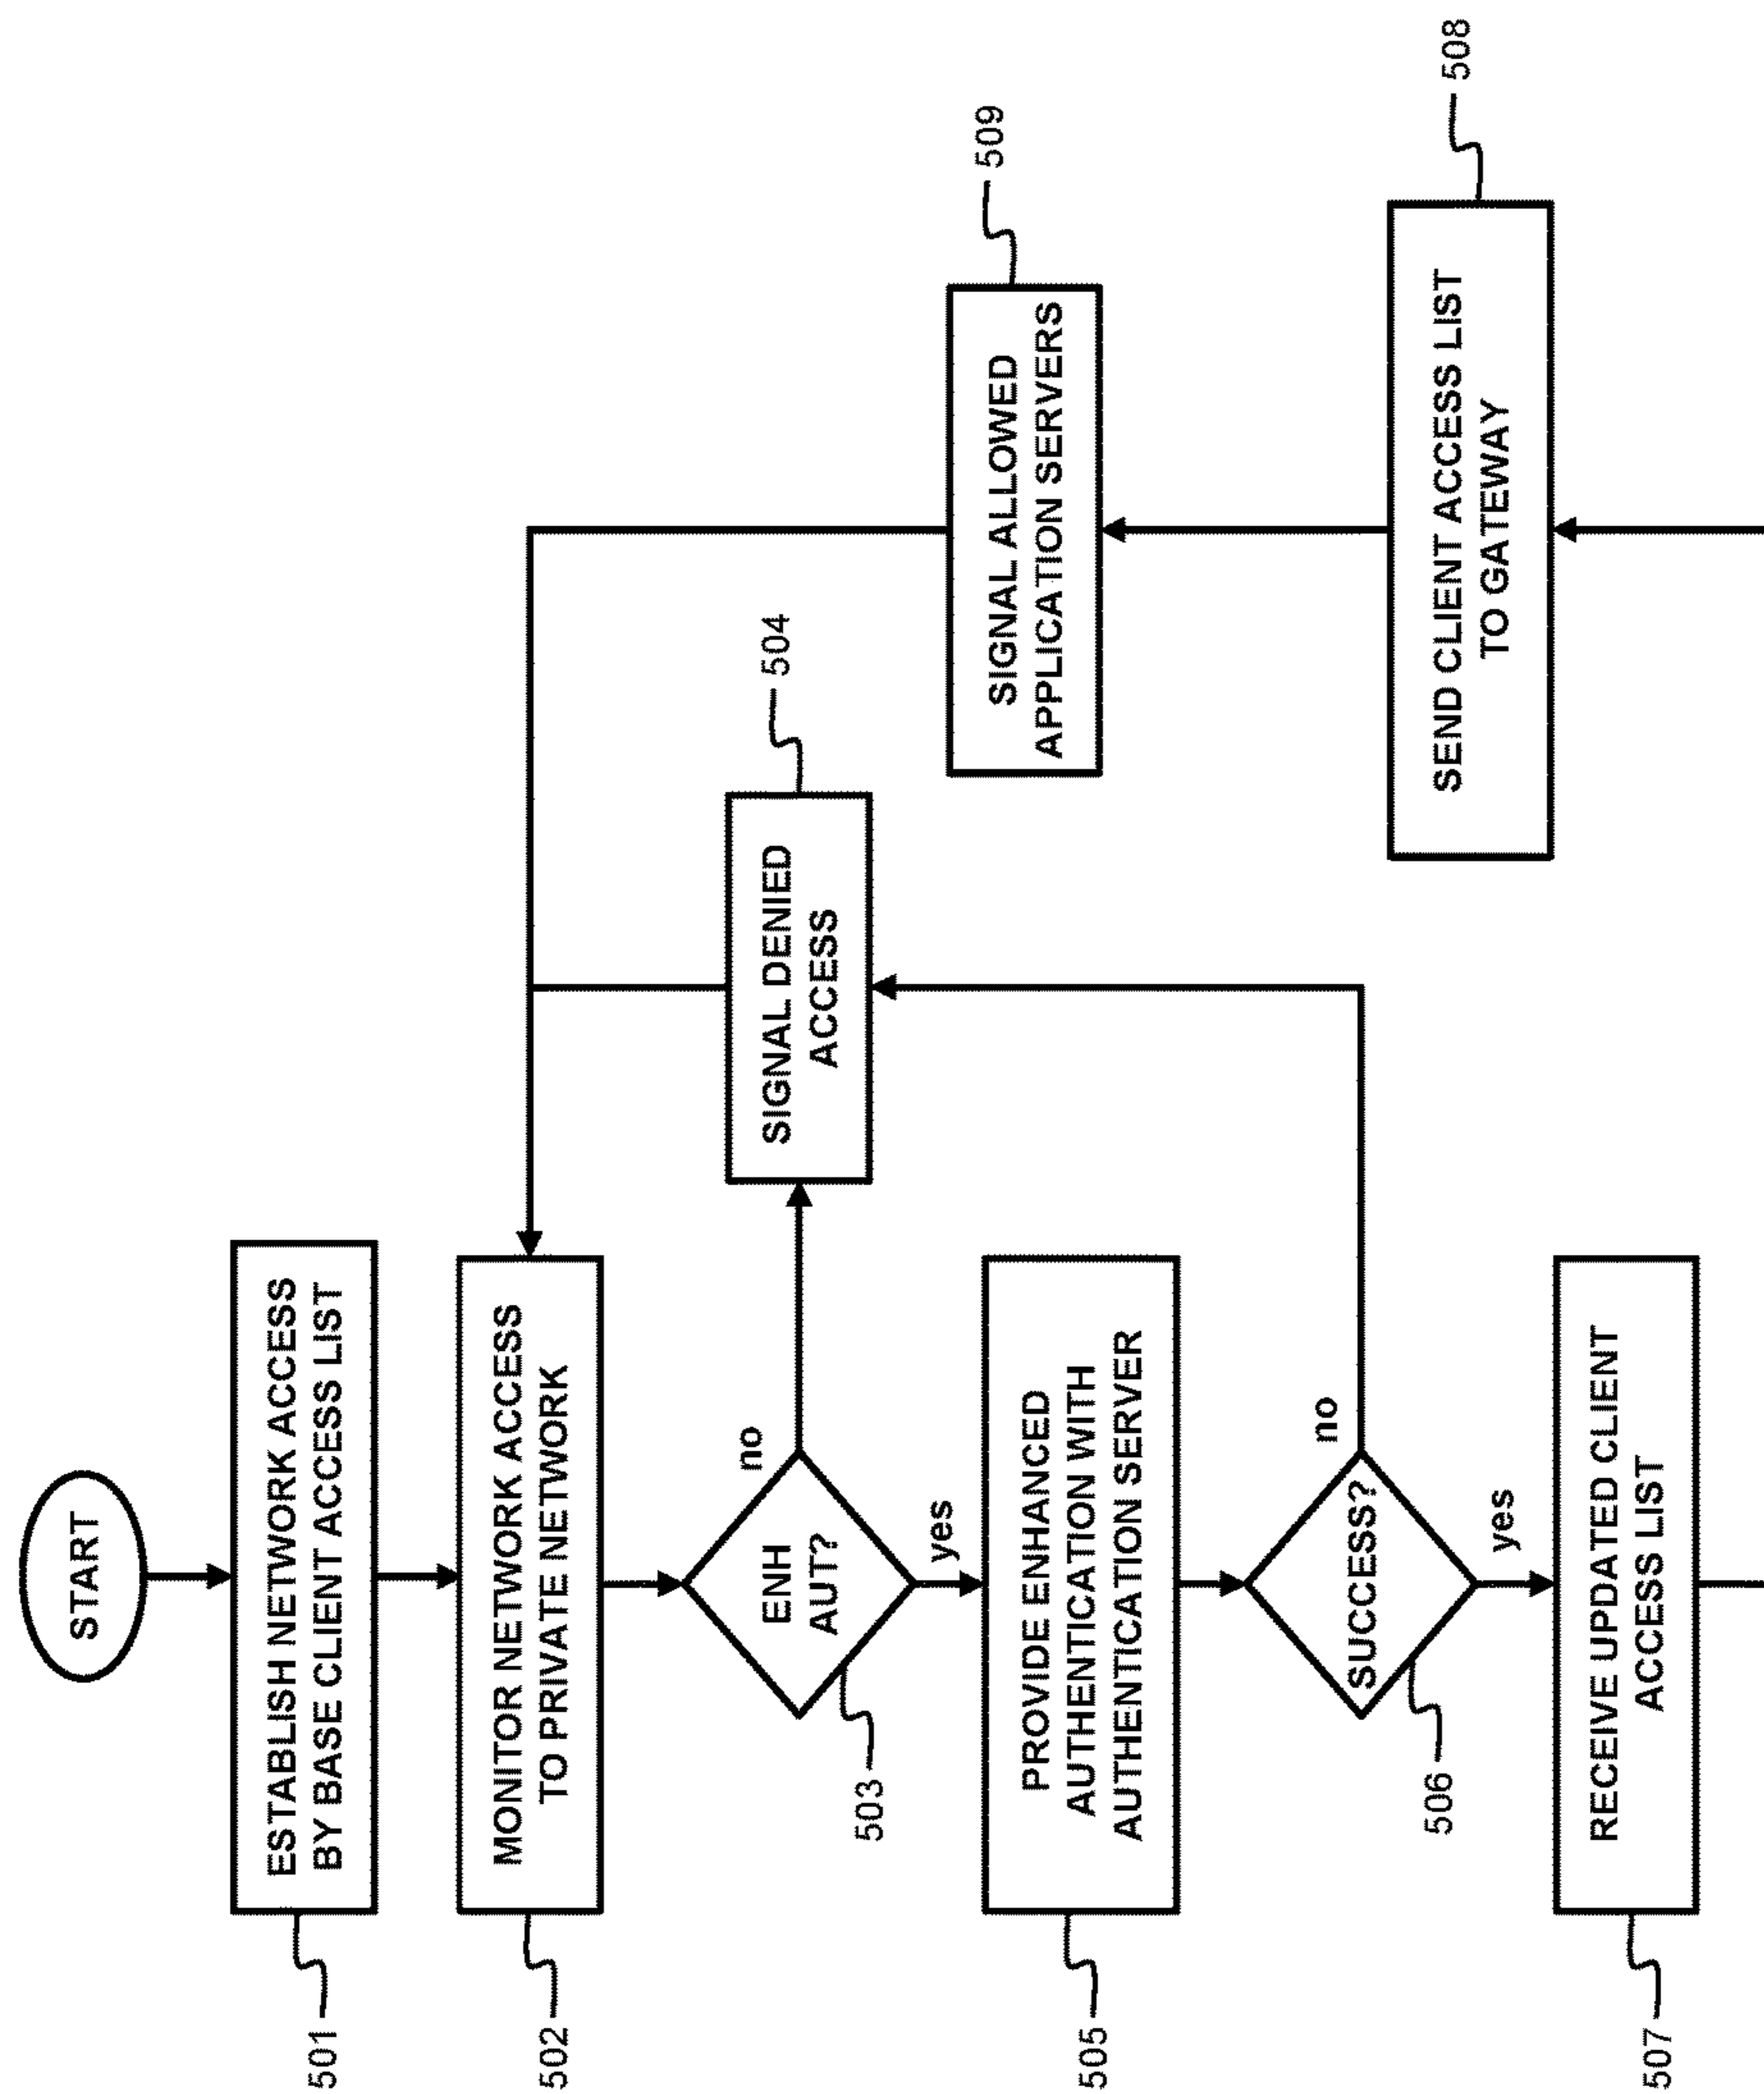 START
ESTABLISH NETWORK ACCESS
BY BASE CLIENT ACCESS LIST
501
MONITOR NETWORK ACCESS
TO PRIVATE NETWORK
502
ENH
AUT?
503
no
yes
SIGNAL DENIED
ACCESS
504
PROVIDE ENHANCED
AUTHENTICATION WITH
AUTHENTICATION SERVER
505
SUCCESS?
506
no
yes
RECEIVE UPDATED CLIENT
ACCESS LIST
507
SEND CLIENT ACCESS LIST
TO GATEWAY
508
SIGNAL ALLOWED
APPLICATION SERVERS
509